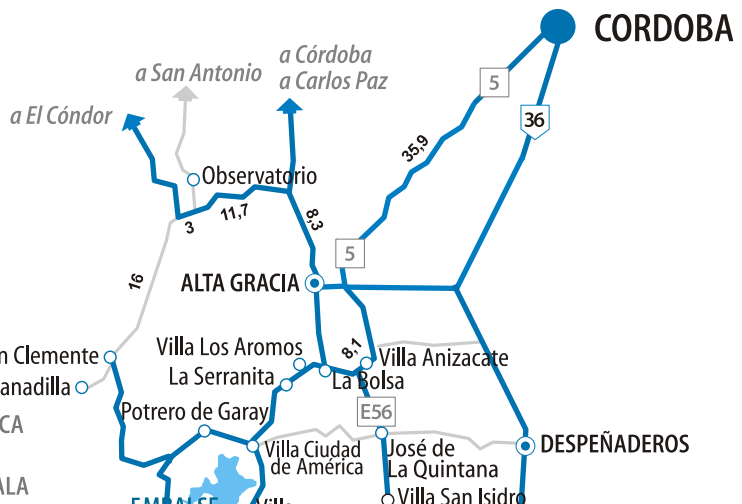 CORDOBA
a Córdoba
a Carlos Paz
a San Antonio
a El Cóndor
5
36
35,9
Observatorio
11,7
3
8,3
5
16
ALTA GRACIA
8,1
Villa Los Aromos
n Clemente
Villa Anizacate
La Serranita
La Bolsa
anadilla
E56
Potrero de Garay
CA
Villa Ciudad
de América
José de
La Quintana
DESPEÑADEROS
ALA
EMBALSE
Villa
Villa San Isidro